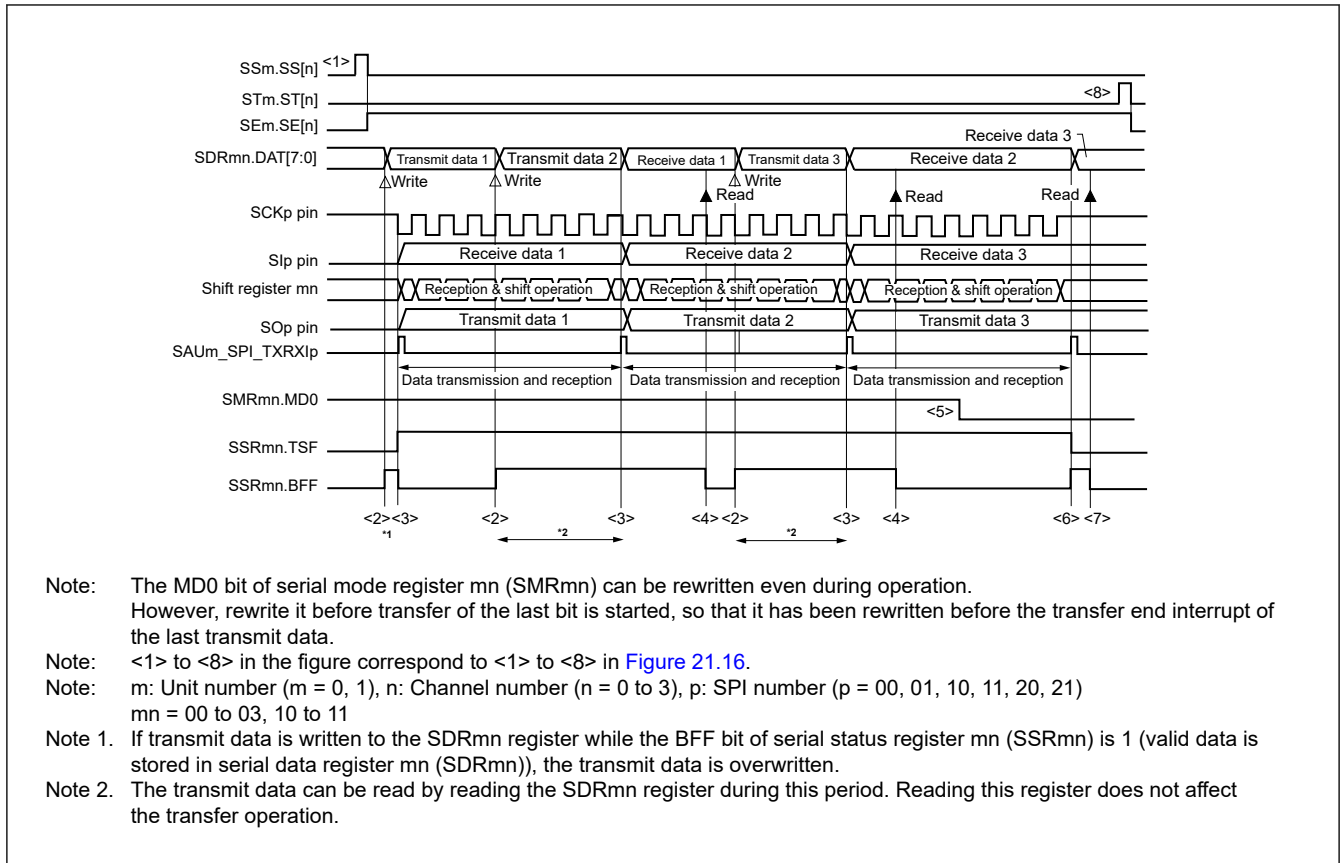 SSm.SS[n] <1>
STm.ST[n] <8>
SEm.SE[n]
Receive data 3
SDRmn.DAT[7:0] Transmit data 1 Transmit data 2 Receive data 1 Transmit data 3 Receive data 2
Write Write Write
Read Read Read
SCKp pin
SIp pin Receive data 1 Receive data 2 Receive data 3
Shift register mn Reception & shift operation Reception & shift operation Reception & shift operation
SOp pin Transmit data 1 Transmit data 2 Transmit data 3
SAUm_SPI_TXRXIp
Data transmission and reception Data transmission and reception Data transmission and reception
SMRmn.MD0
<5>
SSRmn.TSF
SSRmn.BFF
<2> <3> <2> <3> <4> <2> <3> <4> <6> <7>
*1 *2 *2
Note: The MD0 bit of serial mode register mn (SMRmn) can be rewritten even during operation.
However, rewrite it before transfer of the last bit is started, so that it has been rewritten before the transfer end interrupt of
the last transmit data.
Note: <1> to <8> in the figure correspond to <1> to <8> in Figure 21.16.
Note: m: Unit number (m = 0, 1), n: Channel number (n = 0 to 3), p: SPI number (p = 00, 01, 10, 11, 20, 21)
mn = 00 to 03, 10 to 11
Note 1. If transmit data is written to the SDRmn register while the BFF bit of serial status register mn (SSRmn) is 1 (valid data is
stored in serial data register mn (SDRmn)), the transmit data is overwritten.
Note 2. The transmit data can be read by reading the SDRmn register during this period. Reading this register does not affect
the transfer operation.